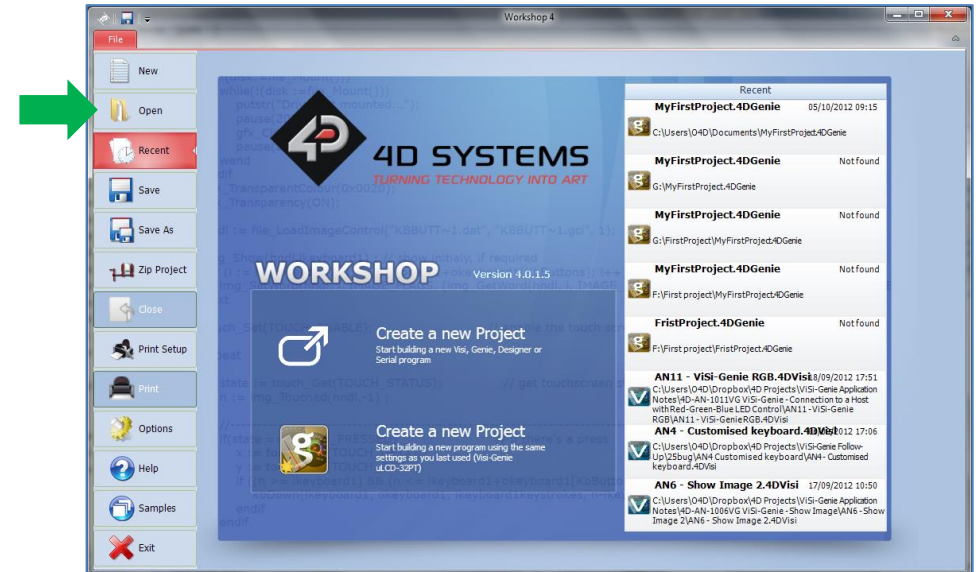 Workshop 4
File
New
Open
Recent
Save
Save As
Zip Project
Close
Print Setup
Print
Options
Help
Samples
Exit
4D
4D SYSTEMS
TURNING TECHNOLOGY INTO ART
WORKSHOP Version 4.0.1.5
Create a new Project
Start building a new Visi, Genie, Designer or
Serial program
Create a new Project
Start building a new program using the same
settings as you last used (Visi-Genie
uLCD-32PT)
Recent
MyFirstProject.4DGenie 05/10/2012 09:15
C:\Users\O4D\Documents\MyFirstProject.4DGenie
MyFirstProject.4DGenie Not found
G:\MyFirstProject.4DGenie
MyFirstProject.4DGenie Not found
G:\FirstProject\MyFirstProject.4DGenie
MyFirstProject.4DGenie Not found
F:\First project\MyFirstProject.4DGenie
FristProject.4DGenie Not found
F:\First project\FristProject.4DGenie
AN11 - ViSi-Genie RGB.4DVisi 18/09/2012 17:51
C:\Users\O4D\Dropbox\4D Projects\ViSi-Genie Application
Notes\4D-AN-1011VG ViSi-Genie - Connection to a Host
with Red-Green-Blue LED Control\AN11 - ViSi-Genie
RGB\AN11 - ViSi-Genie RGB.4DVisi
AN4 - Customised keyboard.4DVisi 2012 17:06
C:\Users\O4D\Dropbox\4D Projects\ViSi-Genie Follow-
Up\25bug\AN4 Customised keyboard\AN4 - Customised
keyboard.4DVisi
AN6 - Show Image 2.4DVisi 17/09/2012 10:50
C:\Users\O4D\Dropbox\4D Projects\ViSi-Genie Application
Notes\4D-AN-1006VG ViSi-Genie - Show Image\AN6 - Show
Image 2\AN6 - Show Image 2.4DVisi